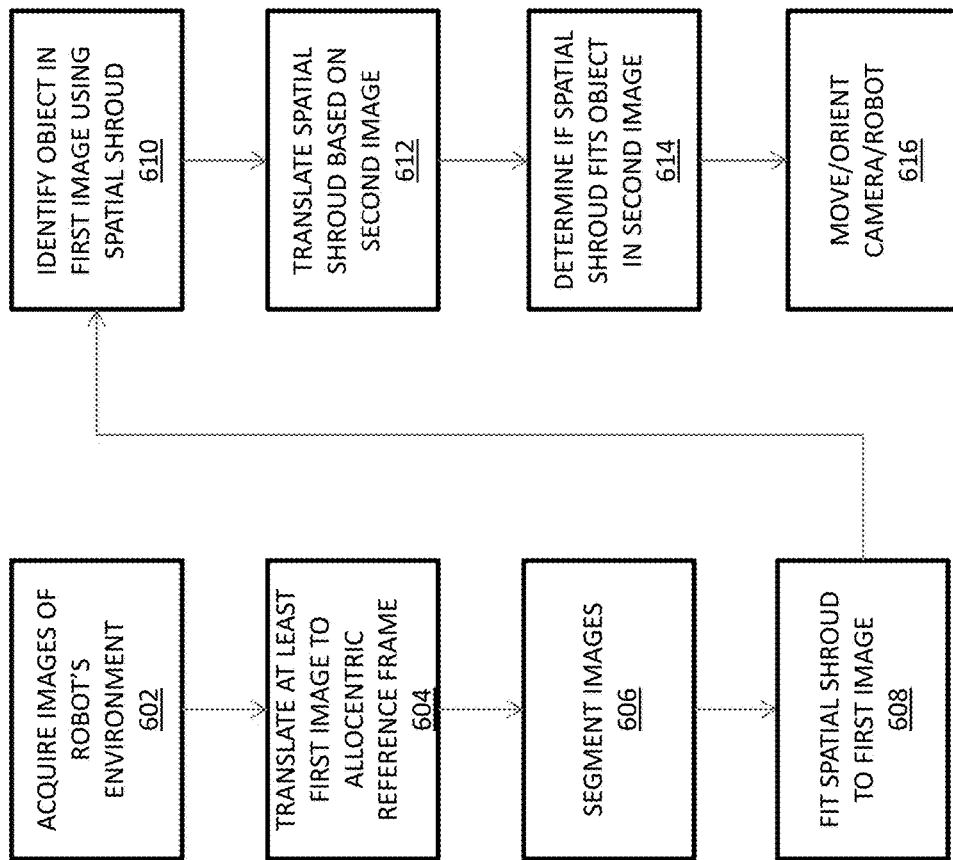 ACQUIRE IMAGES OF
ROBOT'S
ENVIRONMENT
602
TRANSLATE AT LEAST
FIRST IMAGE TO
ALLOCENTRIC
REFERENCE FRAME
604
SEGMENT IMAGES
606
FIT SPATIAL SHROUD
TO FIRST IMAGE
608
IDENTIFY OBJECT IN
FIRST IMAGE USING
SPATIAL SHROUD
610
TRANSLATE SPATIAL
SHROUD BASED ON
SECOND IMAGE
612
DETERMINE IF SPATIAL
SHROUD FITS OBJECT
IN SECOND IMAGE
614
MOVE/ORIENT
CAMERA/ROBOT
616